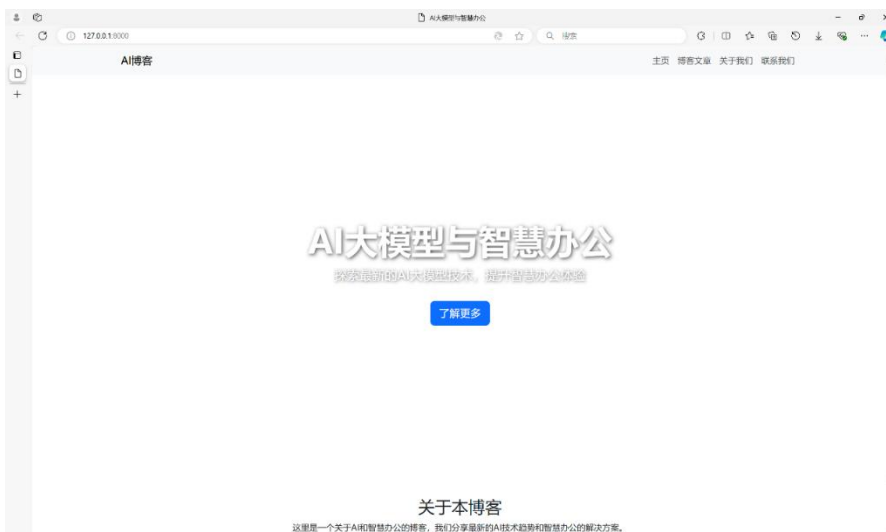 AI大模型与智慧办公
127.0.0.1:8000
搜索
AI博客
主页 博客文章 关于我们 联系我们
AI大模型与智慧办公
探索最新的AI大模型技术，提升智慧办公体验
了解更多
关于本博客
这里是一个关于AI和智慧办公的博客，我们分享最新的AI技术趋势和智慧办公的解决方案。